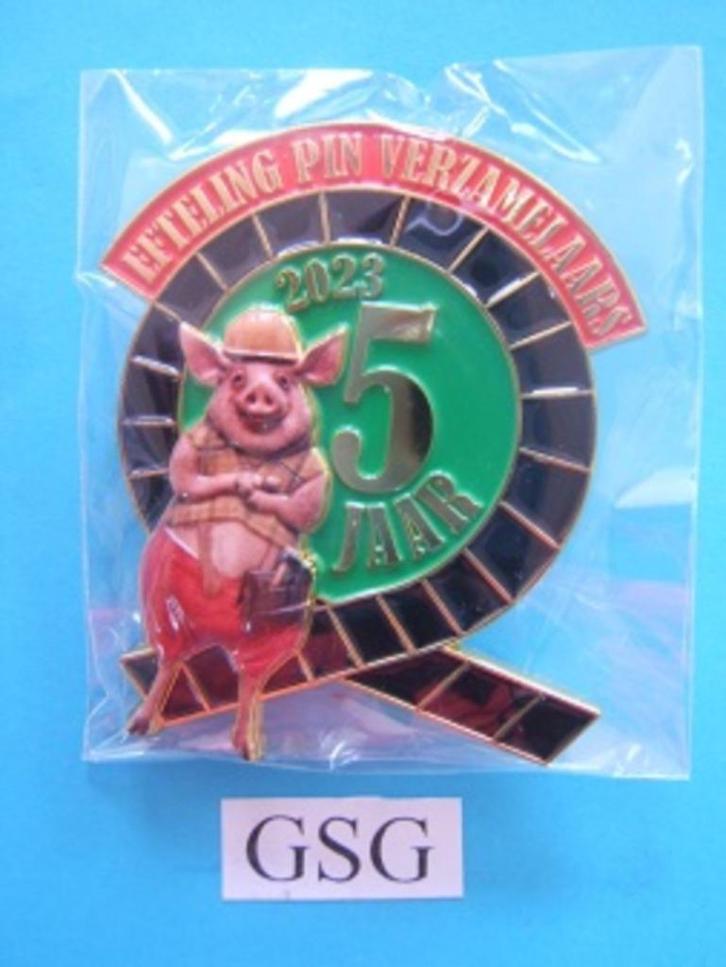 EFTELING PIN VERZAMELAARS
2023
5
JAAR
GSG